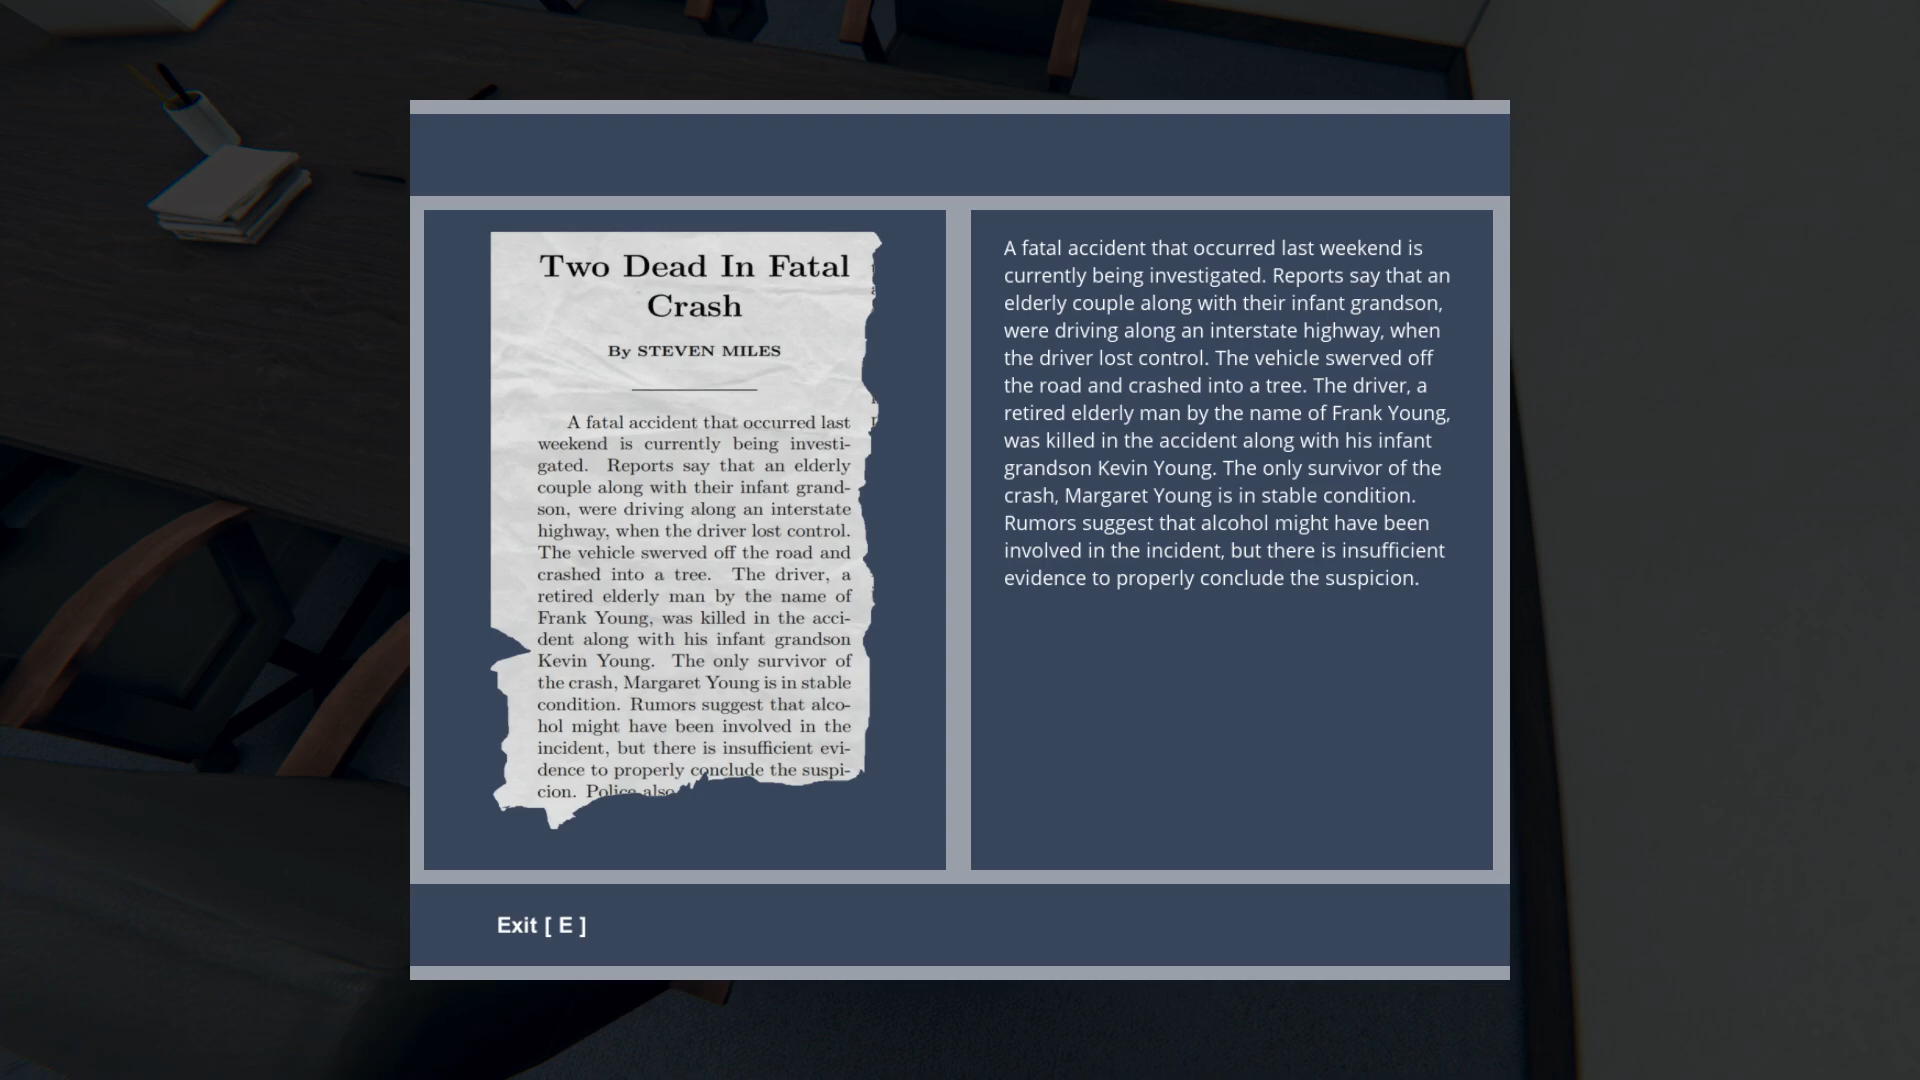 Two Dead In Fatal
Crash
By STEVEN MILES
A fatal accident that occurred last
weekend is currently being investi-
gated. Reports say that an elderly
couple along with their infant grand-
son, were driving along an interstate
highway, when the driver lost control.
The vehicle swerved off the road and
crashed into a tree. The driver, a
retired elderly man by the name of
Frank Young, was killed in the acci-
dent along with his infant grandson
Kevin Young. The only survivor of
the crash, Margaret Young is in stable
condition. Rumors suggest that alco-
hol might have been involved in the
incident, but there is insufficient evi-
dence to properly conclude the suspi-
cion. Police also
A fatal accident that occurred last weekend is
currently being investigated. Reports say that an
elderly couple along with their infant grandson,
were driving along an interstate highway, when
the driver lost control. The vehicle swerved off
the road and crashed into a tree. The driver, a
retired elderly man by the name of Frank Young,
was killed in the accident along with his infant
grandson Kevin Young. The only survivor of the
crash, Margaret Young is in stable condition.
Rumors suggest that alcohol might have been
involved in the incident, but there is insufficient
evidence to properly conclude the suspicion.
Exit [ E ]